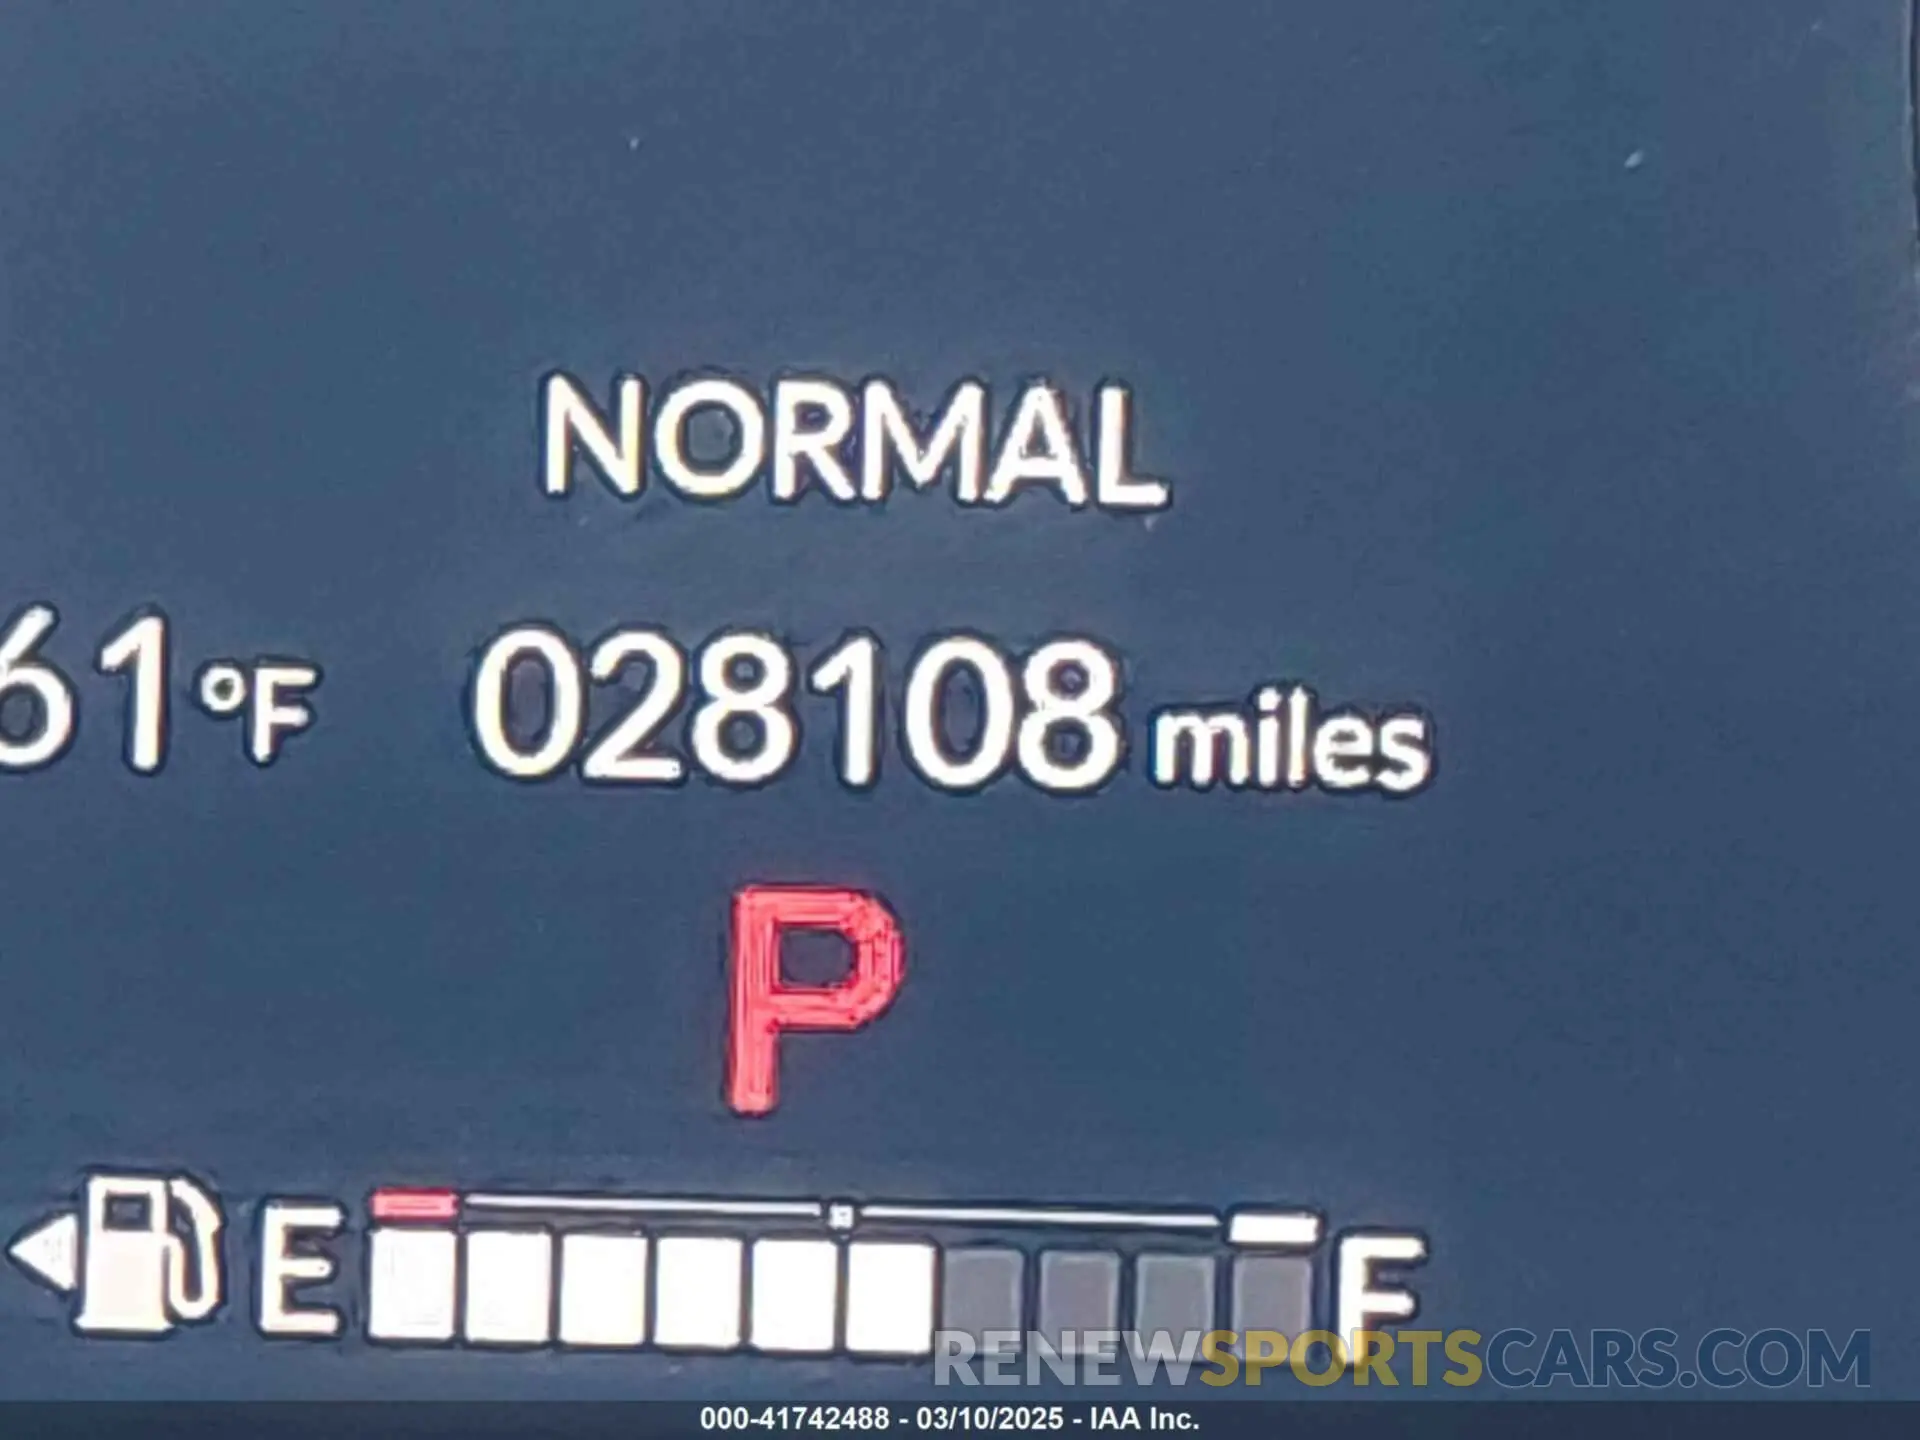 NORMAL
61°F 028108 miles
P
E F
RENEWSPORTSCARS.COM
000-41742488 - 03/10/2025 - IAA Inc.